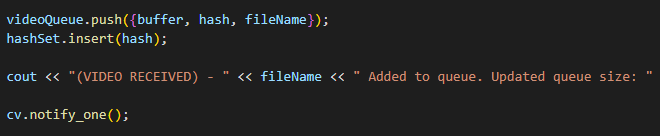 videoQueue.push({buffer, hash, fileName});
hashSet.insert(hash);
cout << "(VIDEO RECEIVED) - " << fileName << " Added to queue. Updated queue size: "
cv.notify_one();